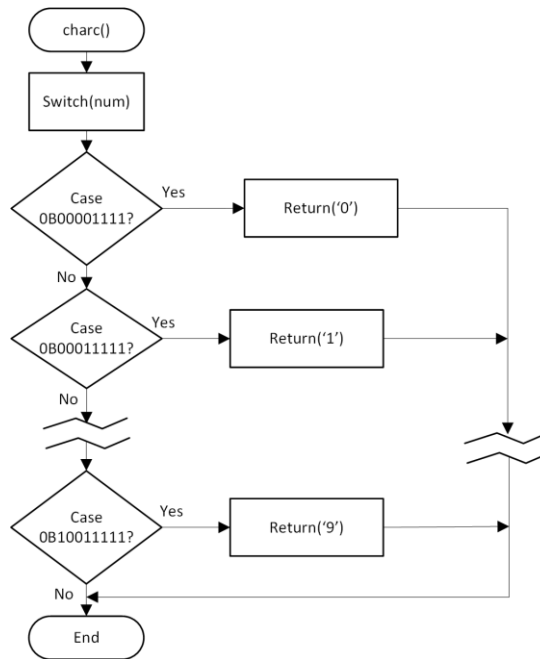 charc()
Switch(num)
Case
0B00001111?
Yes
Return(‘0’)
No
Case
0B00011111?
Yes
Return(‘1’)
No
Case
0B10011111?
Yes
Return(‘9’)
No
End